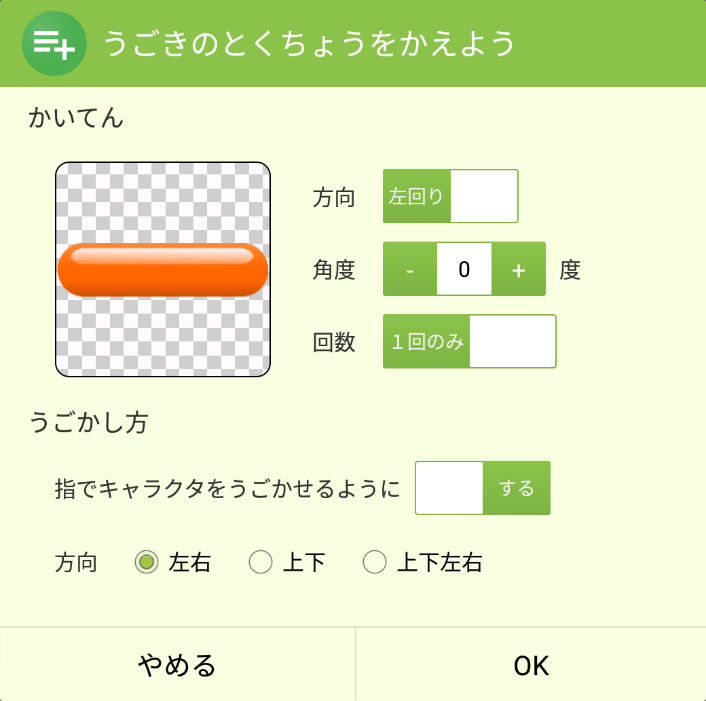 うごきのとくちょうをかえよう
かいてん
方向 左回り
角度 - 0 + 度
回数 1回のみ
うごかし方
指でキャラクタをうごかせるように する
方向 左右 上下 上下左右
やめる OK